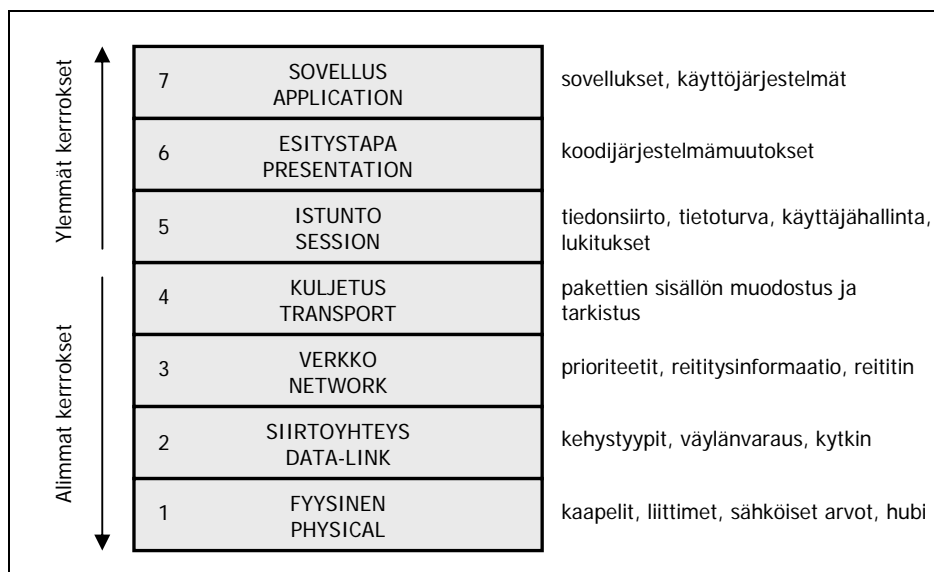 Ylemmät kerrrokset
Alimmat kerrrokset
7
SOVELLUS
APPLICATION
sovellukset, käyttöjärjestelmät
6
ESITYSTAPA
PRESENTATION
koodijärjestelmämuutokset
5
ISTUNTO
SESSION
tiedonsiirto, tietoturva, käyttäjähallinta,
lukitukset
4
KULJETUS
TRANSPORT
pakettien sisällön muodostus ja
tarkistus
3
VERKKO
NETWORK
prioriteetit, reititysinformaatio, reititin
2
SIIRTOYHTEYS
DATA-LINK
kehystyypit, väylänvaraus, kytkin
1
FYYSINEN
PHYSICAL
kaapelit, liittimet, sähköiset arvot, hubi